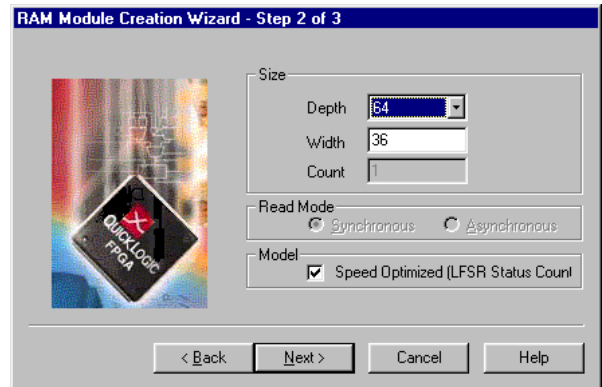 RAM Module Creation Wizard - Step 2 of 3
Size
Depth 64
Width 36
Count 1
Read Mode
Synchronous Asynchronous
Model
Speed Optimized (LFSR Status Count
QUICKLOGIC
FPGA
< Back Next > Cancel Help